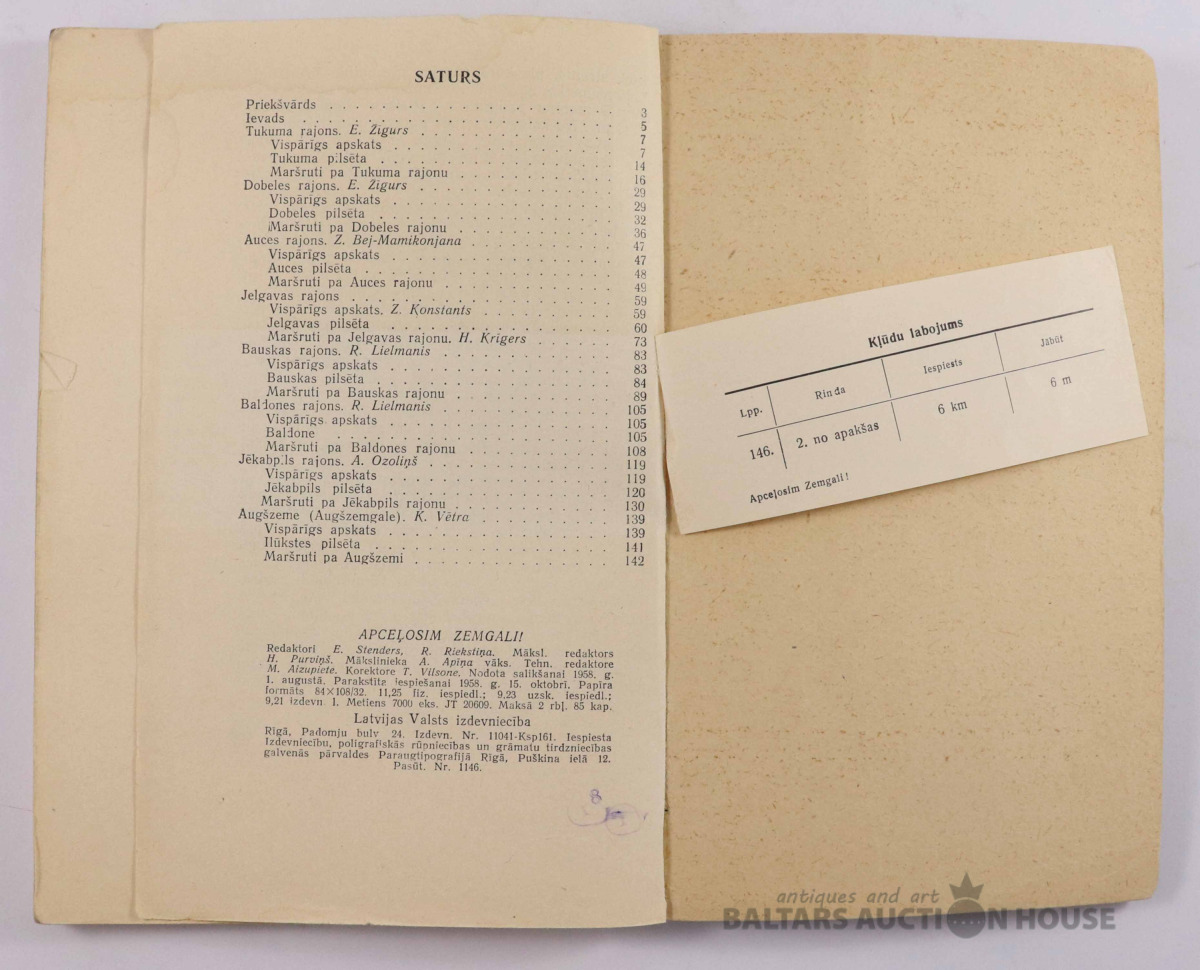 SATURS
Priekšvārds . . . . . . . . . . . . . . . . . . . 3
Ievads . . . . . . . . . . . . . . . . . . . 5
Tukuma rajons. E. Žigurs . . . . . . . . . . . . 7
Vispārīgs apskats . . . . . . . . . . . . . . 7
Tukuma pilsēta . . . . . . . . . . . . . . 14
Maršruti pa Tukuma rajonu . . . . . . . . . . 16
Dobeles rajons. E. Žigurs . . . . . . . . . . . . 29
Vispārīgs apskats . . . . . . . . . . . . . . 29
Dobeles pilsēta . . . . . . . . . . . . . . 32
Maršruti pa Dobeles rajonu . . . . . . . . . . 36
Auces rajons. Z. Bej-Mamikonjana . . . . . . . . . 47
Vispārīgs apskats . . . . . . . . . . . . . . 47
Auces pilsēta . . . . . . . . . . . . . . 48
Maršruti pa Auces rajonu . . . . . . . . . . 49
Jelgavas rajons . . . . . . . . . . . . . . . 59
Vispārīgs apskats. Z. Konstants . . . . . . . . 59
Jelgavas pilsēta . . . . . . . . . . . . . 60
Maršruti pa Jelgavas rajonu. H. Krīgers . . . . . 73
Bauskas rajons. R. Lielmanis . . . . . . . . . . 83
Vispārīgs apskats . . . . . . . . . . . . . . 83
Bauskas pilsēta . . . . . . . . . . . . . . 84
Maršruti pa Bauskas rajonu . . . . . . . . . . 89
Baldones rajons. R. Lielmanis . . . . . . . . . . 105
Vispārīgs apskats . . . . . . . . . . . . . . 105
Baldone . . . . . . . . . . . . . . . . 105
Maršruti pa Baldones rajonu . . . . . . . . . . 108
Jēkabpils rajons. A. Ozoliņš . . . . . . . . . . 119
Vispārīgs apskats . . . . . . . . . . . . . . 119
Jēkabpils pilsēta . . . . . . . . . . . . . 120
Maršruti pa Jēkabpils rajonu . . . . . . . . . 130
Augšzeme (Augšzemgale). K. Vētra . . . . . . . . 139
Vispārīgs apskats . . . . . . . . . . . . . . 139
Ilūkstes pilsēta . . . . . . . . . . . . . 141
Maršruti pa Augšzemi . . . . . . . . . . . . 142
APCEĻOSIM ZEMGALI!
Redaktori E. Stenders, R. Riekstiņa. Māksl. redaktors
H. Purviņš. Mākslinieka A. Apīņa vāks. Tehn. redaktore
M. Aizupiete. Korektore T. Vilsone. Nodota salikšanai 1958. g.
1. augustā. Parakstīta iespiešanai 1958. g. 15. oktobrī. Papīra
formāts 84×108/32. 11,25 fiz. iespiedl.; 9,23 uzsk. iespiedl.;
9,21 izdevn. l. Metiens 7000 eks. JT 20609. Maksā 2 rbļ. 85 kap.
Latvijas Valsts izdevniecība
Rīgā, Padomju bulv 24. Izdevn. Nr. 11041-Ksp161. Iespiesta
Izdevniecību, poligrafiskās rūpniecības un grāmatu tirdzniecības
galvenās pārvaldes Paraugtipogrāfijā Rīgā, Puškina ielā 12.
Pasūt. Nr. 1146.
8
Kļūdu labojums
Lpp. Rinda Iespiests Jābūt
146. 2. no apakšas 6 km 6 m
Apceļosim Zemgali!
antiques and art
BALTARS AUCTION HOUSE